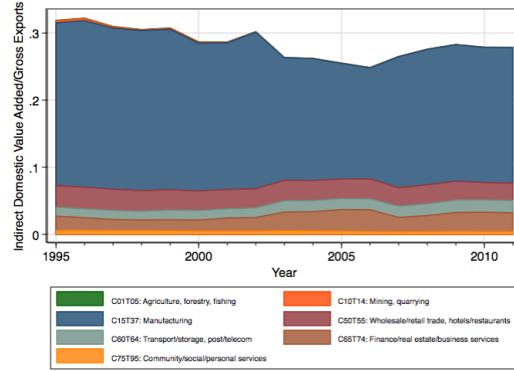 Indirect Domestic Value Added/Gross Exports
.3
.2
.1
0
1995 2000 2005 2010
Year
C01T05: Agriculture, forestry, fishing C10T14: Mining, quarrying
C15T37: Manufacturing C50T55: Wholesale/retail trade, hotels/restaurants
C60T64: Transport/storage, post/telecom C65T74: Finance/real estate/business services
C75T95: Community/social/personal services